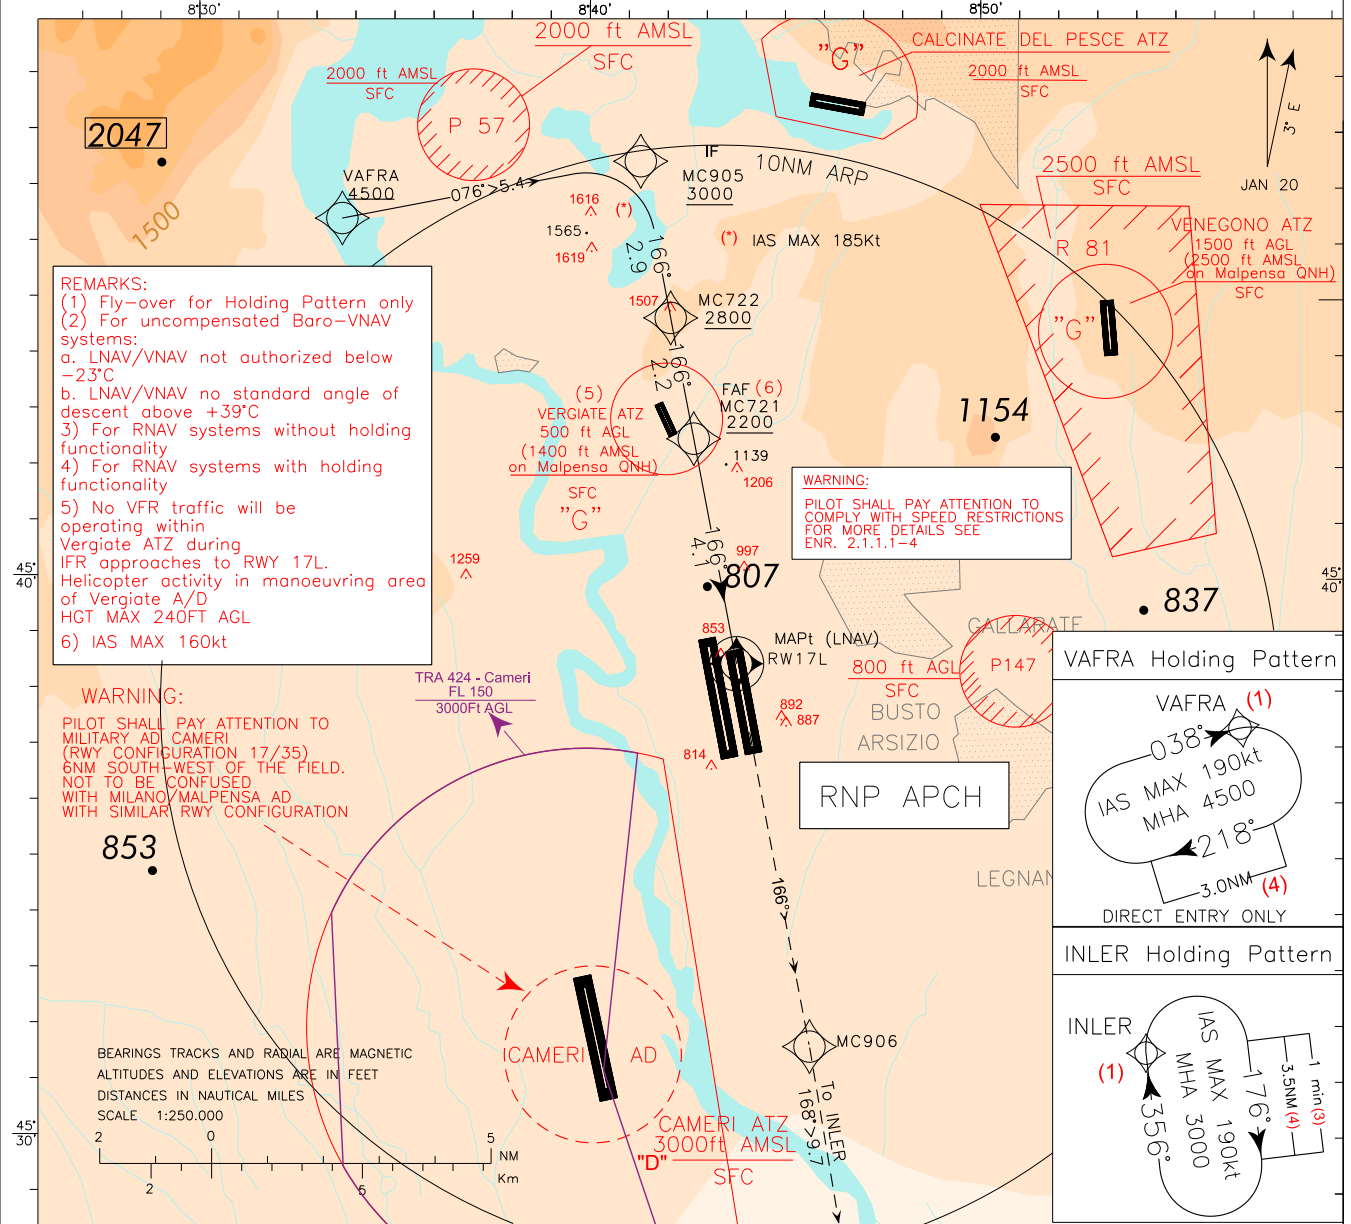 8°30'
8°40'
8°50'
2000 ft AMSL
SFC
2000 ft AMSL
SFC
P 57
"G"
CALCINATE DEL PESCE ATZ
2000 ft AMSL
SFC
3° E
JAN 20
2047
1500
VAFRA
4500
076°>5.4
IF
MC905
3000
10NM ARP
1616
(*)
1565
1619
(*) IAS MAX 185Kt
166°
2.9
2500 ft AMSL
SFC
R 81
VENEGONO ATZ
1500 ft AGL
(2500 ft AMSL
on Malpensa QNH)
SFC
"G"
REMARKS:
(1) Fly-over for Holding Pattern only
(2) For uncompensated Baro-VNAV
systems:
a. LNAV/VNAV not authorized below
-23°C
b. LNAV/VNAV no standard angle of
descent above +39°C
3) For RNAV systems without holding
functionality
4) For RNAV systems with holding
functionality
5) No VFR traffic will be
operating within
Vergiate ATZ during
IFR approaches to RWY 17L.
Helicopter activity in manoeuvring area
of Vergiate A/D
HGT MAX 240FT AGL
6) IAS MAX 160kt
1507
MC722
2800
166°
2.2
(5)
VERGIATE ATZ
500 ft AGL
(1400 ft AMSL
on Malpensa QNH)
SFC
"G"
FAF (6)
MC721
2200
1139
1206
1154
WARNING:
PILOT SHALL PAY ATTENTION TO
COMPLY WITH SPEED RESTRICTIONS
FOR MORE DETAILS SEE
ENR. 2.1.1.1-4
166°
4.1
1259
997
807
45°
40'
45°
40'
837
853
MAPt (LNAV)
RW17L
GALLARATE
800 ft AGL
SFC
P147
BUSTO
ARSIZIO
892
887
814
TRA 424 - Cameri
FL 150
3000Ft AGL
WARNING:
PILOT SHALL PAY ATTENTION TO
MILITARY AD CAMERI
(RWY CONFIGURATION 17/35)
6NM SOUTH-WEST OF THE FIELD.
NOT TO BE CONFUSED
WITH MILANO/MALPENSA AD
WITH SIMILAR RWY CONFIGURATION
853
RNP APCH
LEGNAN
166°>
VAFRA Holding Pattern
VAFRA (1)
038°
IAS MAX 190kt
MHA 4500
218°
3.0NM (4)
DIRECT ENTRY ONLY
INLER Holding Pattern
INLER
(1)
IAS MAX 190kt
MHA 3000
176°
356°
3.5NM (4)
1 min (3)
MC906
To INLER
168°>9.7
CAMERI AD
CAMERI ATZ
3000ft AMSL
"D"
SFC
BEARINGS TRACKS AND RADIAL ARE MAGNETIC
ALTITUDES AND ELEVATIONS ARE IN FEET
DISTANCES IN NAUTICAL MILES
SCALE 1:250.000
45°
30'
2 0 5
NM
Km
2 5